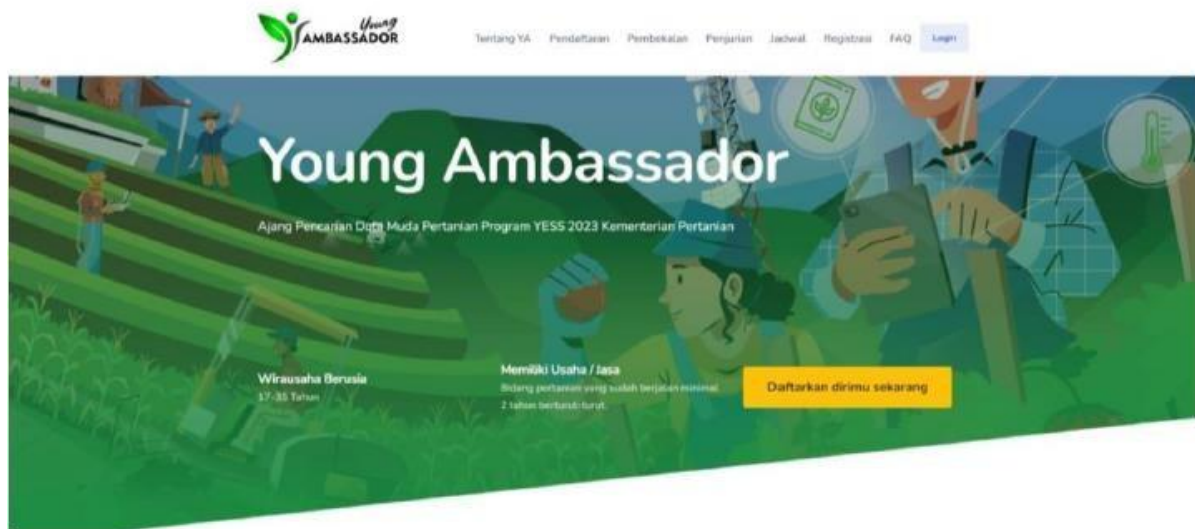 Young
AMBASSADOR
Tentang YA Pendaftaran Pembekalan Penjurian Jadwal Registrasi FAQ Login
Young Ambassador
Ajang Pencarian Duta Muda Pertanian Program YESS 2023 Kementerian Pertanian
Wirausaha Berusia
17-35 Tahun
Memiliki Usaha / Jasa
Bidang pertanian yang sudah berjalan minimal
2 tahun berturut-turut.
Daftarkan dirimu sekarang